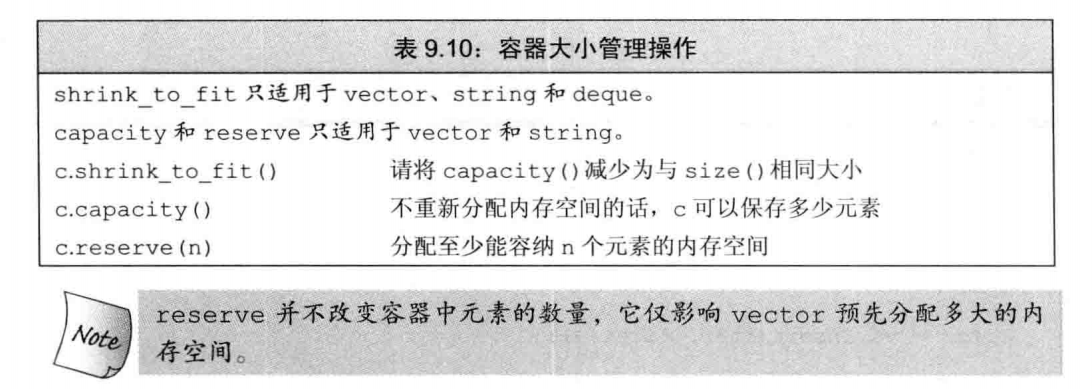 表 9.10：容器大小管理操作
shrink_to_fit 只适用于 vector、string 和 deque。
capacity 和 reserve 只适用于 vector 和 string。
c.shrink_to_fit() 请将 capacity()减少为与 size()相同大小
c.capacity() 不重新分配内存空间的话，c 可以保存多少元素
c.reserve(n) 分配至少能容纳 n 个元素的内存空间
Note
reserve 并不改变容器中元素的数量，它仅影响 vector 预先分配多大的内
存空间。